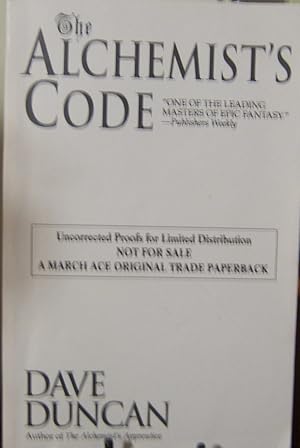 The
ALCHEMIST'S
CODE
"ONE OF THE LEADING
MASTERS OF EPIC FANTASY."
—Publishers Weekly
Uncorrected Proofs for Limited Distribution
NOT FOR SALE
A MARCH ACE ORIGINAL TRADE PAPERBACK
DAVE
DUNCAN
Author of The Alchemist's Apprentice